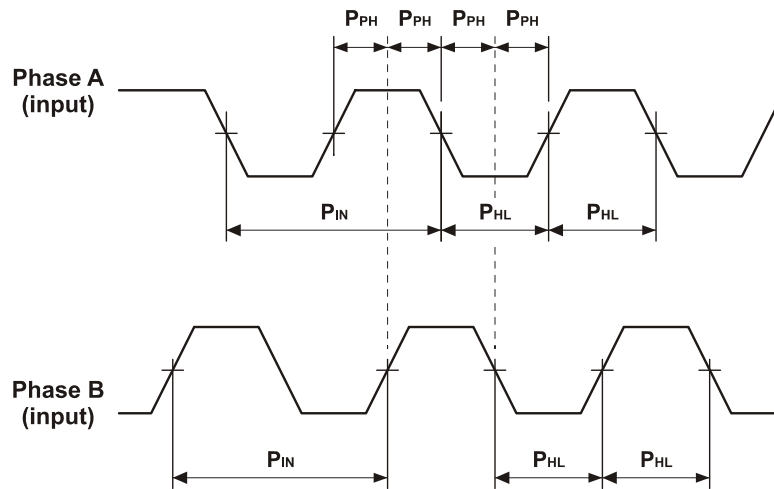 PPH PPH PPH PPH
Phase A
(input)
PIN PHL PHL
Phase B
(input)
PIN PHL PHL